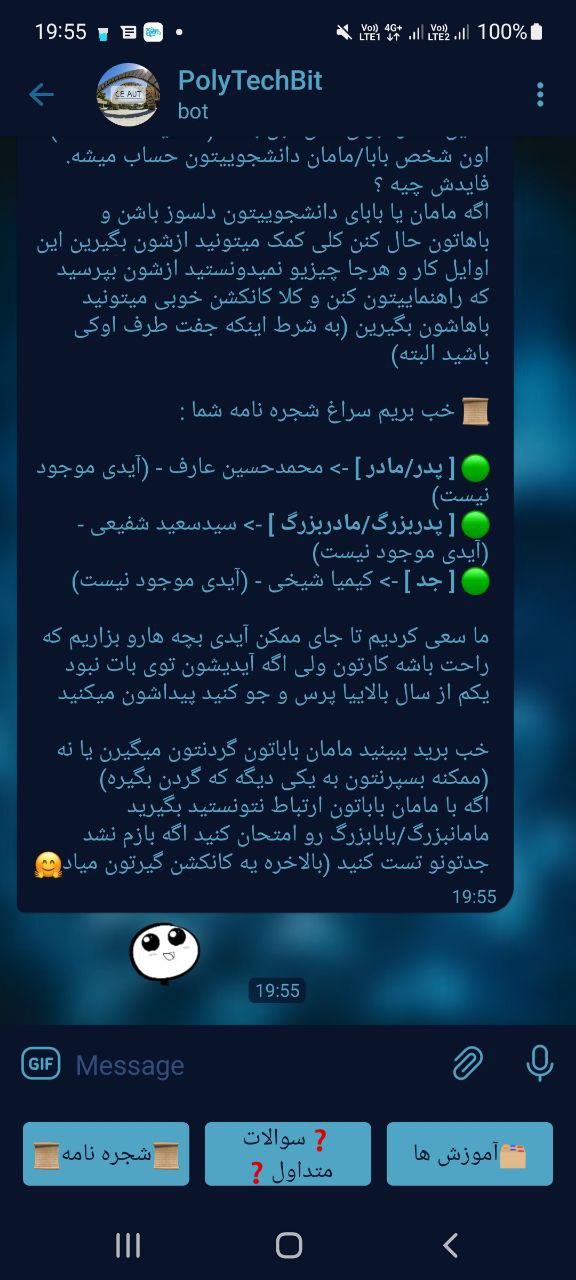 19:55
Vo)) LTE1 4G+ Vo)) LTE2 100%
PolyTechBit
CE AUT
bot
اون شخص بابا/مامان دانشجوییتون حساب میشه.
فایدش چیه ؟
اگه مامان یا بابای دانشجوییتون دلسوز باشن و
باهاتون حال کنن کلی کمک میتونید ازشون بگیرین این
اوایل کار و هرجا چیزیو نمیدونستید ازشون بپرسید
که راهنماییتون کنن و کلا کانکشن خوبی میتونید
باهاشون بگیرین (به شرط اینکه جفت طرف اوکی
باشید البته)
📜 خب بریم سراغ شجره نامه شما :
🟢 [ پدر/مادر ] -> محمدحسین عارف - (آیدی موجود
نیست)
🟢 [ پدربزرگ/مادربزرگ ] -> سیدسعید شفیعی -
(آیدی موجود نیست)
🟢 [ جد ] -> کیمیا شیخی - (آیدی موجود نیست)
ما سعی کردیم تا جای ممکن آیدی بچه هارو بزاریم که
راحت باشه کارتون ولی اگه آیدیشون توی بات نبود
یکم از سال بالاییا پرس و جو کنید پیداشون میکنید
خب برید ببینید مامان باباتون گردنتون میگیرن یا نه
(ممکنه بسپرنتون به یکی دیگه که گردن بگیره)
اگه با مامان باباتون ارتباط نتونستید بگیرید
مامانبزرگ/بابابزرگ رو امتحان کنید اگه بازم نشد
جدتونو تست کنید (بالاخره یه کانکشن گیرتون میاد🤗
19:55
19:55
GIF Message
🗂آموزش ها
❓سوالات
متداول❓
📜شجره نامه📜